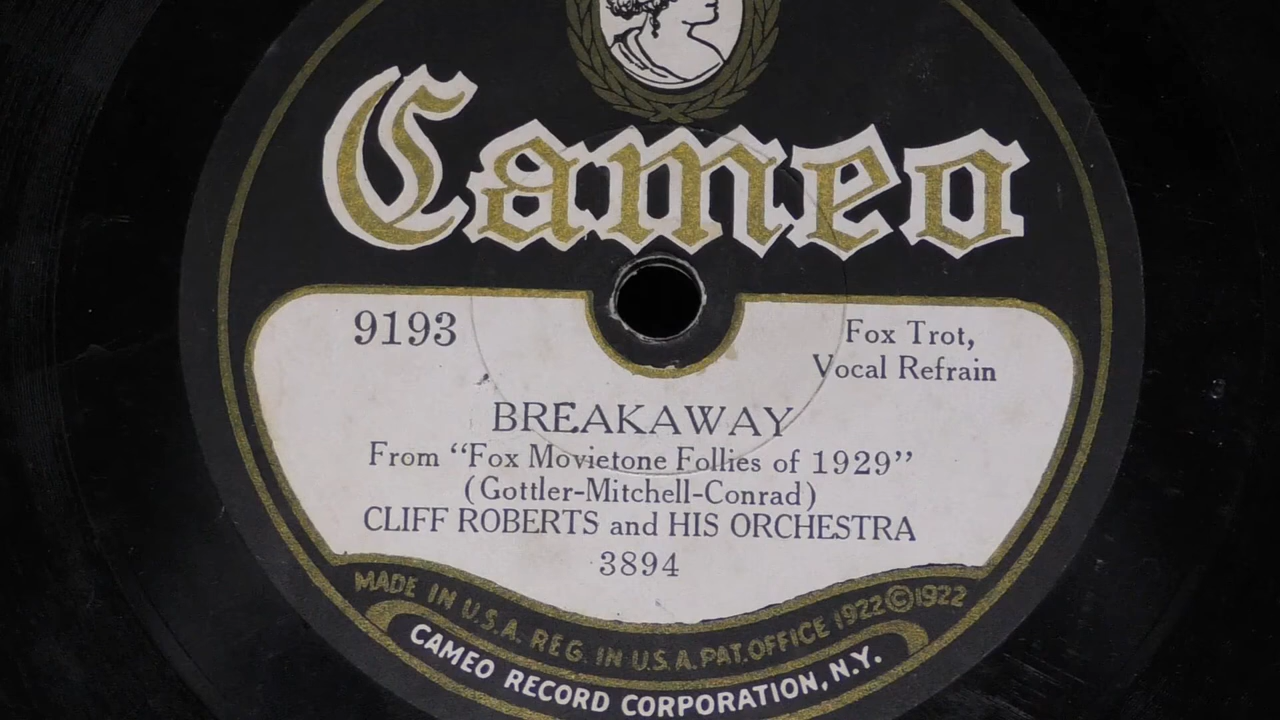 Cameo
9193
Fox Trot,
Vocal Refrain
BREAKAWAY
From "Fox Movietone Follies of 1929"
(Gottler-Mitchell-Conrad)
CLIFF ROBERTS and HIS ORCHESTRA
3894
MADE IN U.S.A. REG. IN U.S.A. PAT. OFFICE 1922 © 1922
CAMEO RECORD CORPORATION, N.Y.